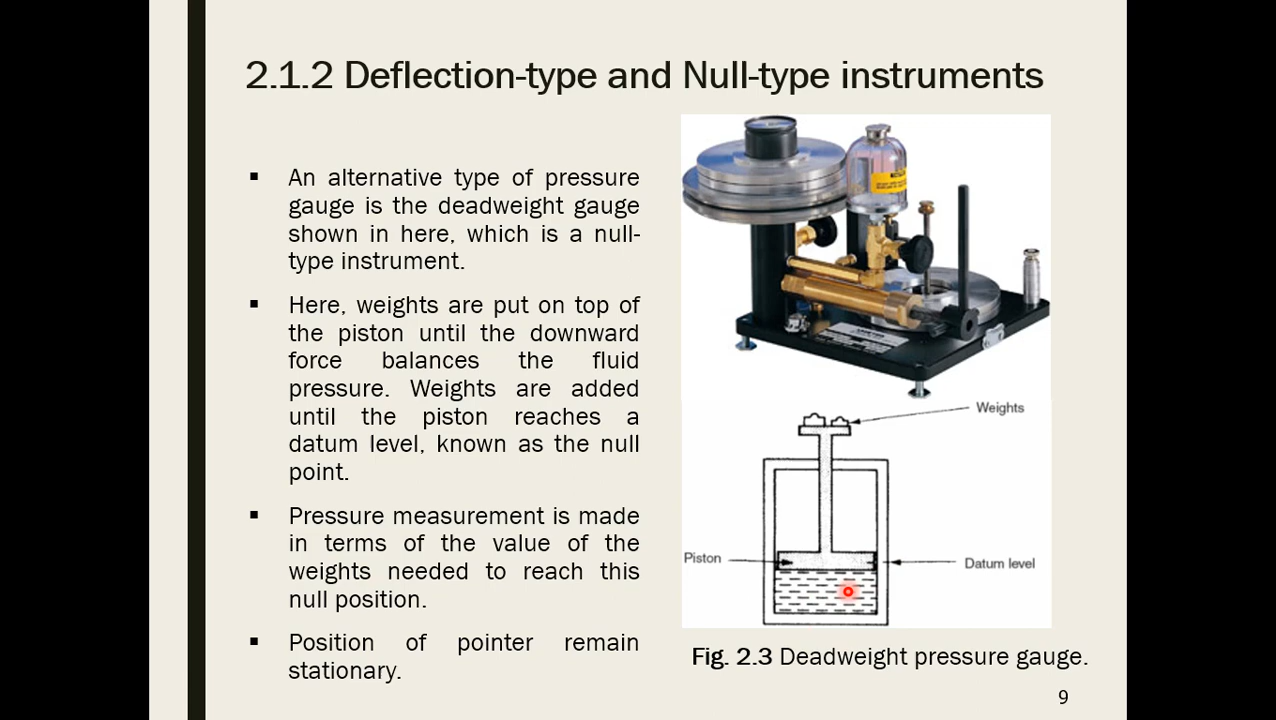 2.1.2 Deflection-type and Null-type instruments
▪ An alternative type of pressure
gauge is the deadweight gauge
shown in here, which is a null-
type instrument.
▪ Here, weights are put on top of
the piston until the downward
force balances the fluid
pressure. Weights are added
until the piston reaches a
datum level, known as the null
point.
▪ Pressure measurement is made
in terms of the value of the
weights needed to reach this
null position.
▪ Position of pointer remain
stationary.
Weights
Piston
Datum level
Fig. 2.3 Deadweight pressure gauge.
9